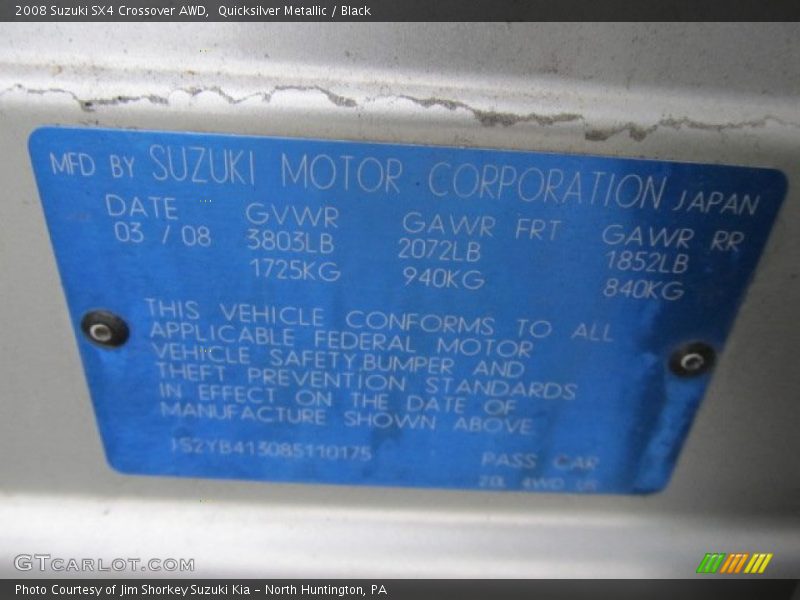 2008 Suzuki SX4 Crossover AWD, Quicksilver Metallic / Black
MFD BY SUZUKI MOTOR CORPORATION JAPAN
DATE GVWR GAWR FRT GAWR RR
03 / 08 3803LB 2072LB 1852LB
1725KG 940KG 840KG
THIS VEHICLE CONFORMS TO ALL
APPLICABLE FEDERAL MOTOR
VEHICLE SAFETY,BUMPER AND
THEFT PREVENTION STANDARDS
IN EFFECT ON THE DATE OF
MANUFACTURE SHOWN ABOVE
PASS CAR
4WD
GTCARLOT.COM
Photo Courtesy of Jim Shorkey Suzuki Kia – North Huntington, PA